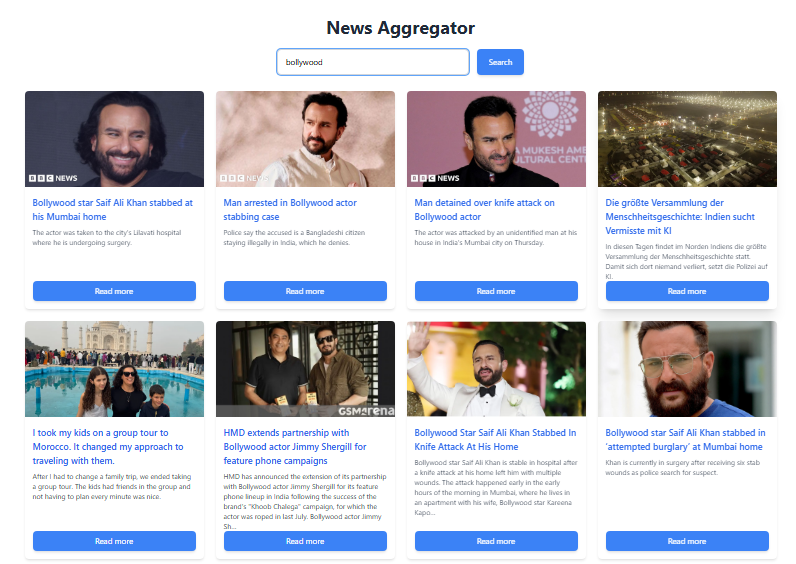 News Aggregator
bollywood
Search
BBC NEWS
BBC NEWS
BBC NEWS
A MUKESH AMB
ULTURAL CENT
Bollywood star Saif Ali Khan stabbed at
his Mumbai home
The actor was taken to the city's Lilavati hospital
where he is undergoing surgery.
Read more
Man arrested in Bollywood actor
stabbing case
Police say the accused is a Bangladeshi citizen
staying illegally in India, which he denies.
Read more
Man detained over knife attack on
Bollywood actor
The actor was attacked by an unidentified man at his
house in India's Mumbai city on Thursday.
Read more
Die größte Versammlung der
Menschheitsgeschichte: Indien sucht
Vermisste mit KI
In diesen Tagen findet im Norden Indiens die größte
Versammlung der Menschheitsgeschichte statt.
Damit sich dort niemand verliert, setzt die Polizei auf
KI.
Read more
I took my kids on a group tour to
Morocco. It changed my approach to
traveling with them.
After I had to change a family trip, we ended taking
a group tour. The kids had friends in the group and
not having to plan every minute was nice.
Read more
GSMarena
HMD extends partnership with
Bollywood actor Jimmy Shergill for
feature phone campaigns
HMD has announced the extension of its partnership
with Bollywood actor Jimmy Shergill for its feature
phone lineup in India following the success of the
brand's "Khoob Chalega" campaign, for which the
actor was roped in last July. Bollywood actor Jimmy
Sh...
Read more
Bollywood Star Saif Ali Khan Stabbed In
Knife Attack At His Home
Bollywood star Saif Ali Khan is stable in hospital after
a knife attack at his home left him with multiple
wounds. The attack happened early in the early
hours of the morning in Mumbai, where he lives in
an apartment with his wife, Bollywood star Kareena
Kapo...
Read more
Bollywood star Saif Ali Khan stabbed in
'attempted burglary' at Mumbai home
Khan is currently in surgery after receiving six stab
wounds as police search for suspect.
Read more